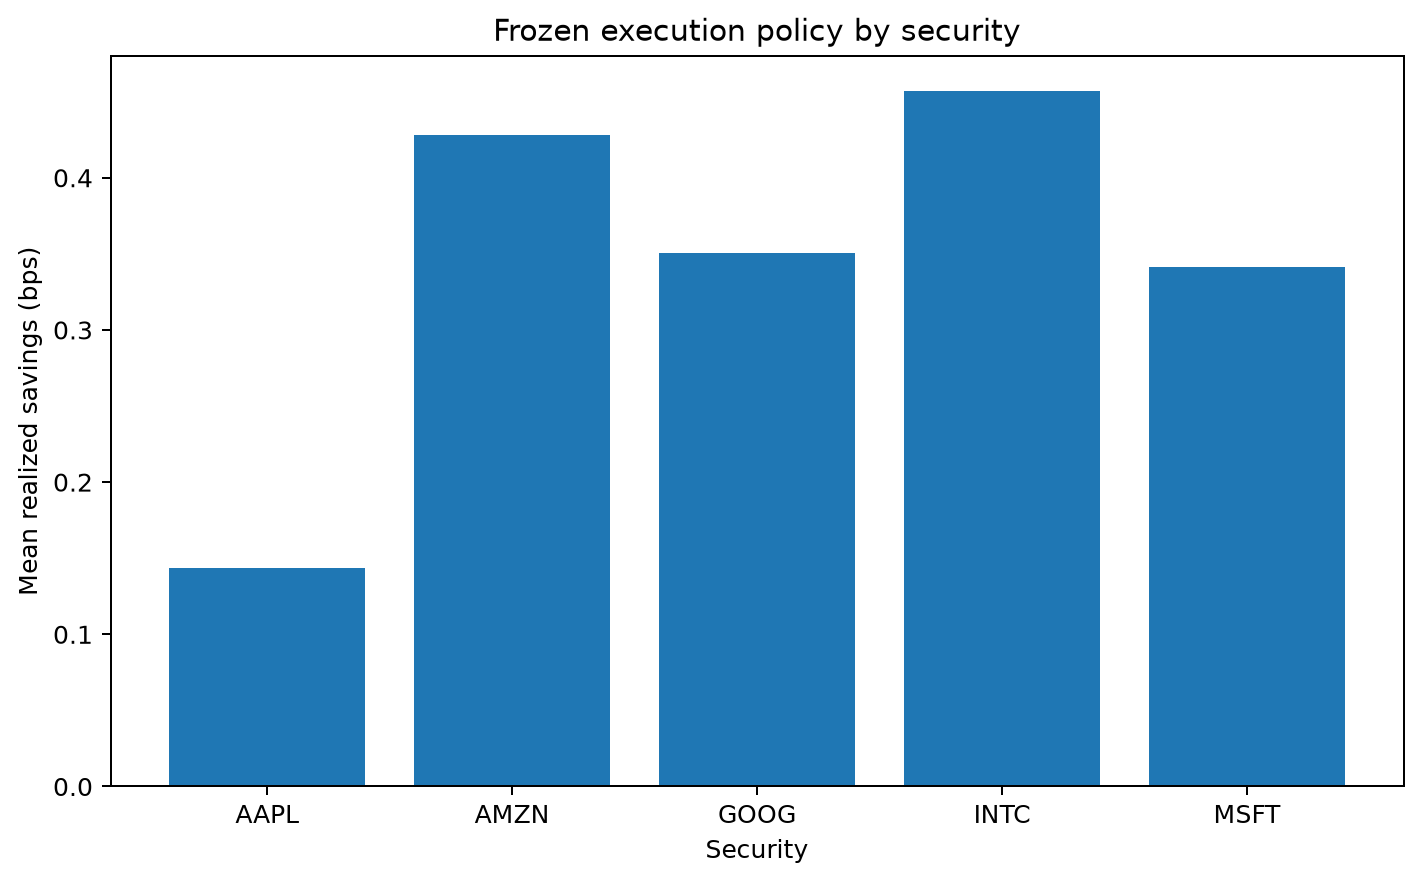 Frozen execution policy by security
Mean realized savings (bps)
0.4
0.3
0.2
0.1
0.0
AAPL AMZN GOOG INTC MSFT
Security